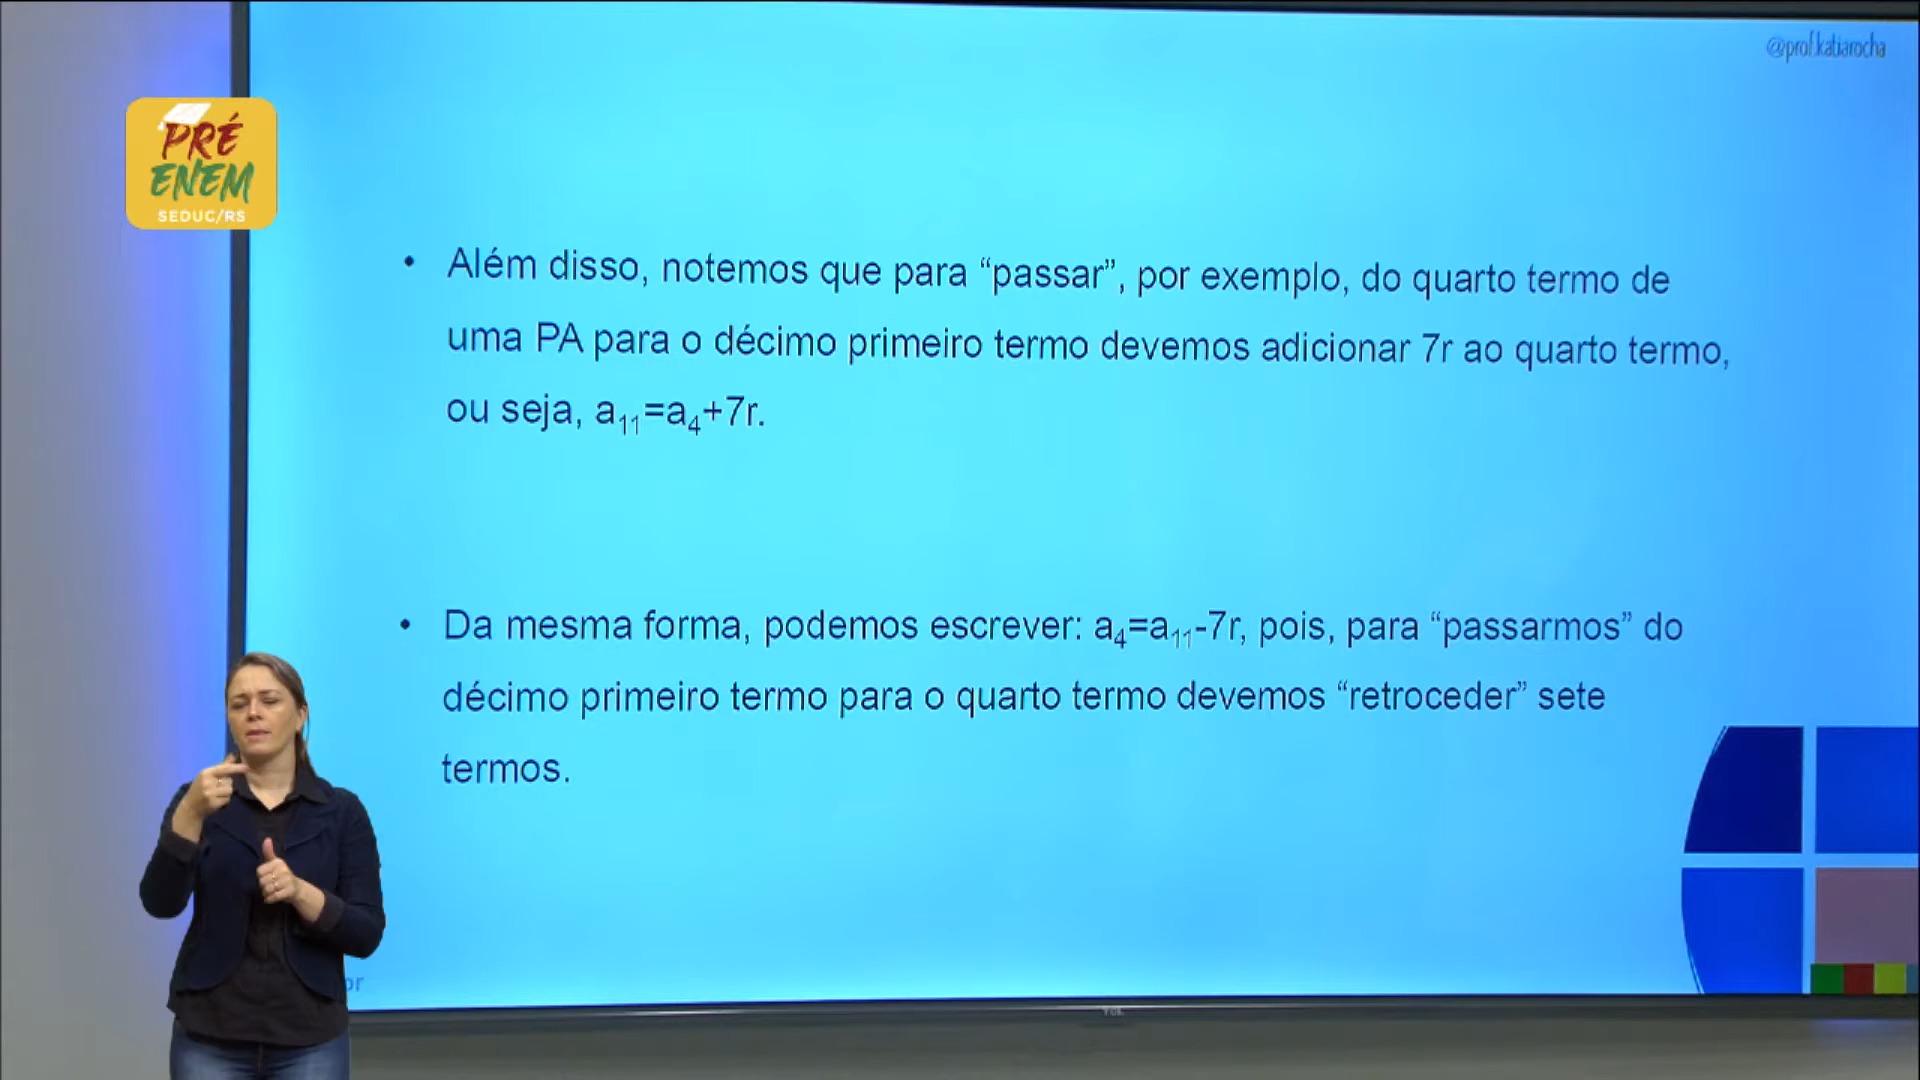 @prof.katiarocha
PRÉ
ENEM
SEDUC/RS
• Além disso, notemos que para “passar”, por exemplo, do quarto termo de
uma PA para o décimo primeiro termo devemos adicionar 7r ao quarto termo,
ou seja, a₁₁=a₄+7r.
• Da mesma forma, podemos escrever: a₄=a₁₁-7r, pois, para “passarmos” do
décimo primeiro termo para o quarto termo devemos “retroceder” sete
termos.
or